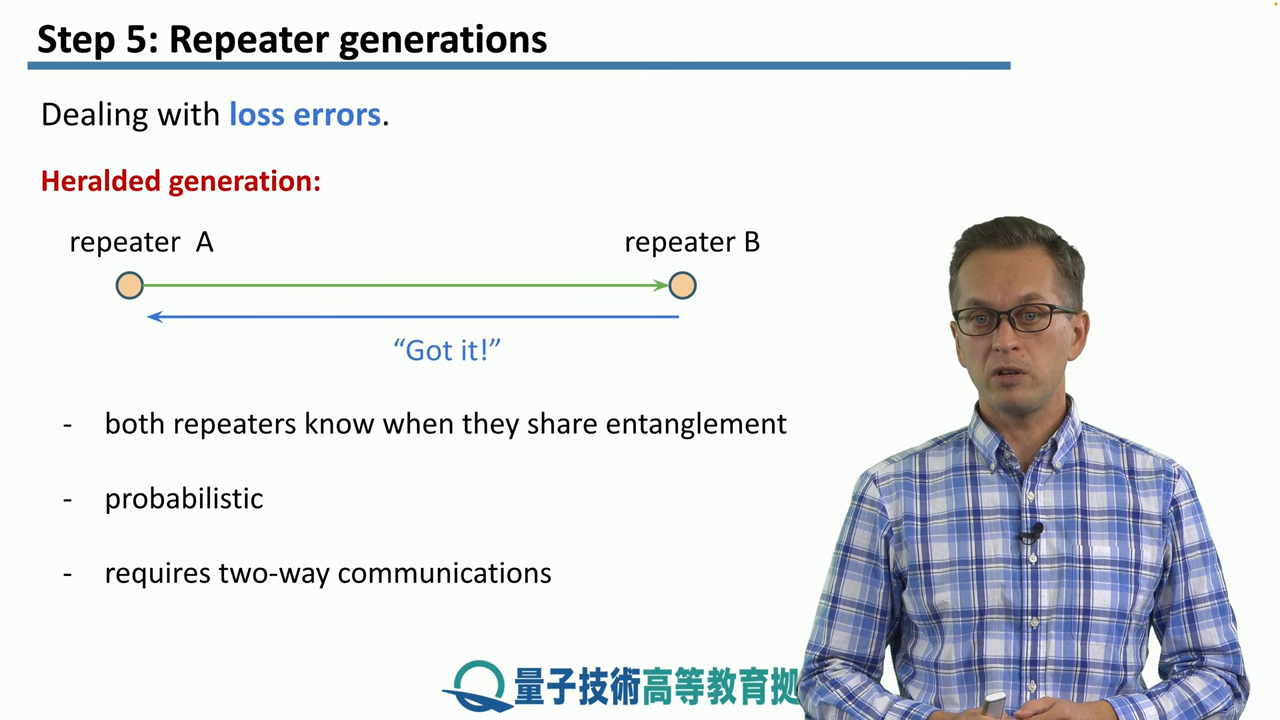 Step 5: Repeater generations
Dealing with loss errors.
Heralded generation:
repeater A
repeater B
“Got it!”
- both repeaters know when they share entanglement
- probabilistic
- requires two-way communications
量子技術高等教育拠